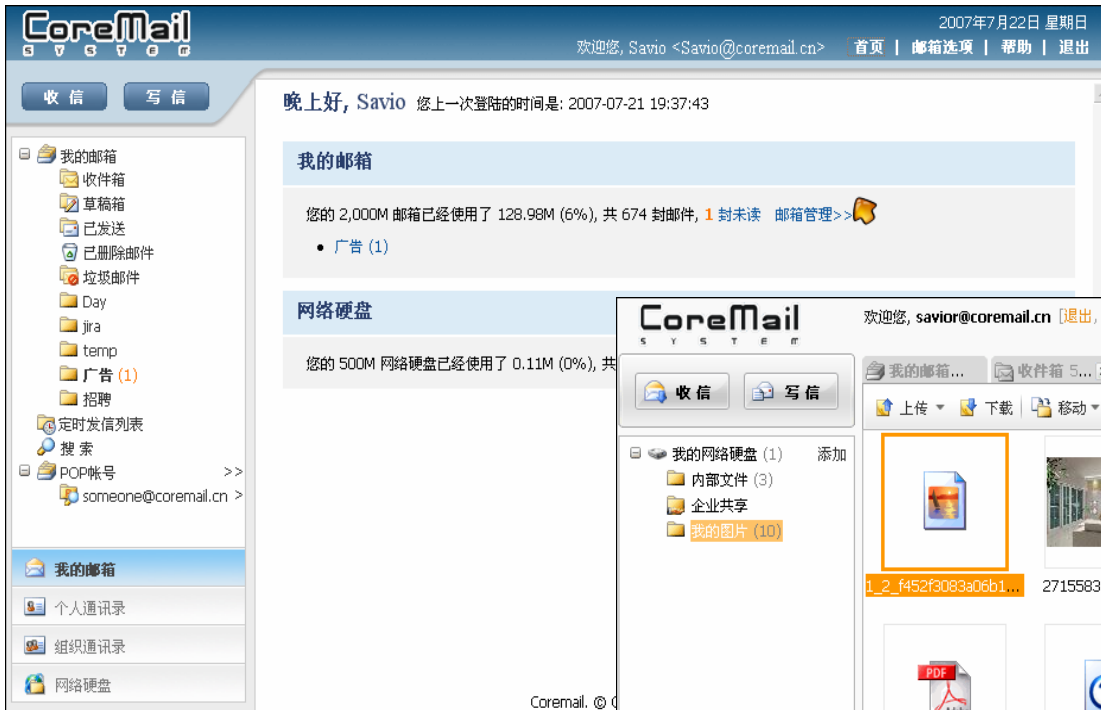 CoreMail
SYSTEM
2007年7月22日 星期日
欢迎您, Savio <Savio@coremail.cn> 首页 | 邮箱选项 | 帮助 | 退出
收 信 写 信
晚上好, Savio 您上一次登陆的时间是: 2007-07-21 19:37:43
我的邮箱
收件箱
草稿箱
已发送
已删除邮件
垃圾邮件
Day
jira
temp
广告 (1)
招聘
定时发信列表
搜 索
POP帐号 >>
someone@coremail.cn >
我的邮箱
个人通讯录
组织通讯录
网络硬盘
我的邮箱
您的 2,000M 邮箱已经使用了 128.98M (6%), 共 674 封邮件, 1 封未读 邮箱管理>>
• 广告 (1)
网络硬盘
您的 500M 网络硬盘已经使用了 0.11M (0%), 共
Coremail. ©
CoreMail
SYSTEM
欢迎您, savior@coremail.cn [退出,
收 信 写 信
我的邮箱... 收件箱 5...
上传 下载 移动
我的网络硬盘 (1) 添加
内部文件 (3)
企业共享
我的图片 (10)
1_2_f452f3083a06b1... 2715583
PDF